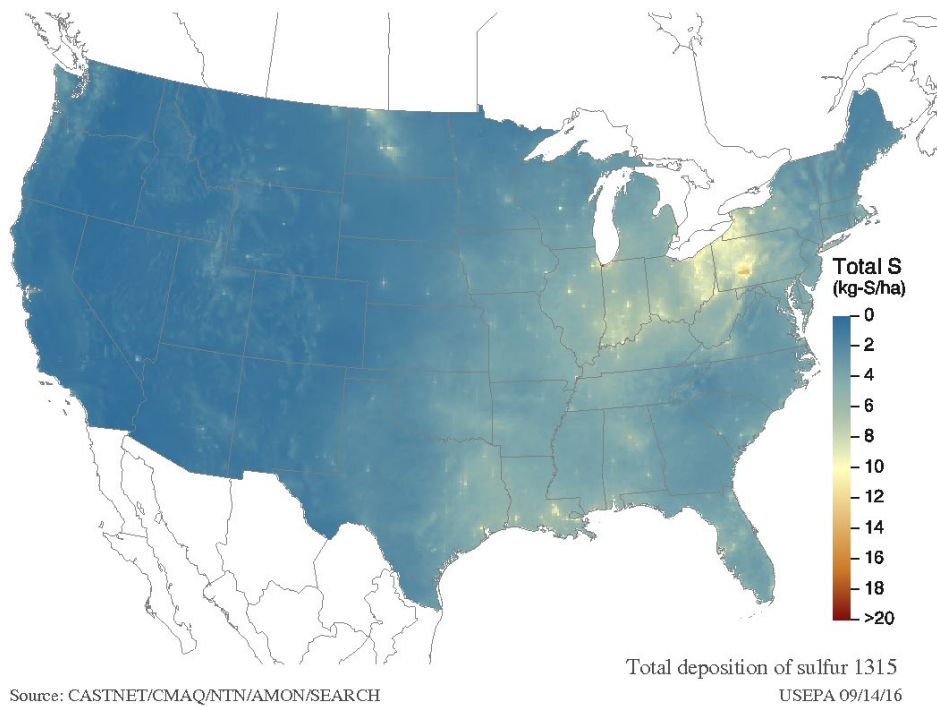 Total S
(kg-S/ha)
0
2
4
6
8
10
12
14
16
18
>20
Total deposition of sulfur 1315
Source: CASTNET/CMAQ/NTN/AMON/SEARCH
USEPA 09/14/16